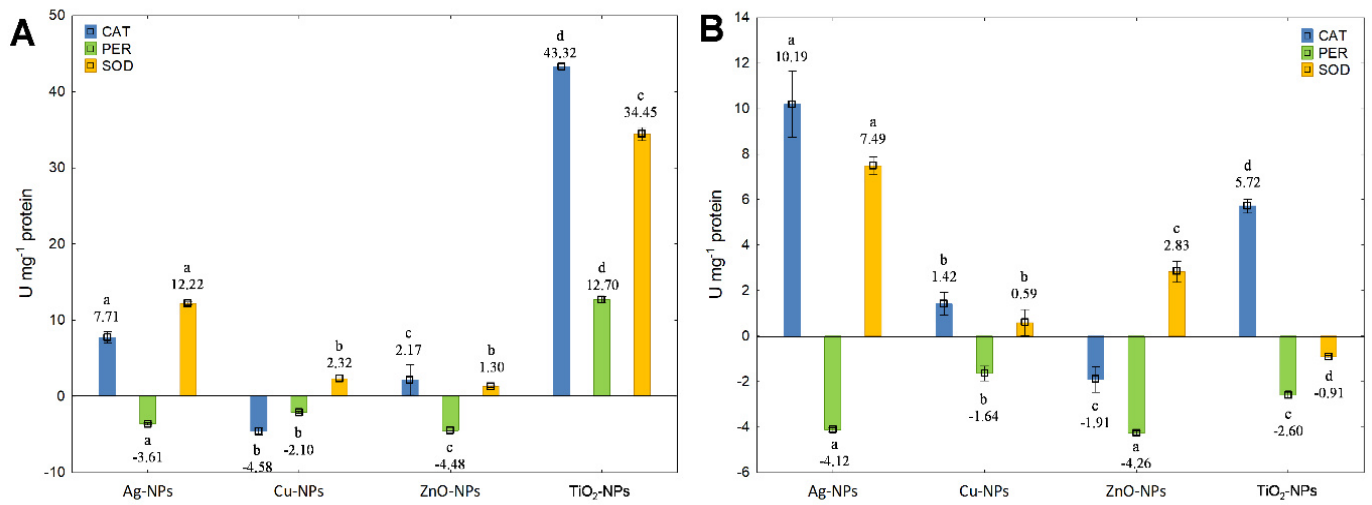 A
CAT
PER
SOD
U mg⁻¹ protein
50
40
30
20
10
0
-10
a
7.71
a
-3.61
a
12.22
b
-4.58
b
-2.10
b
2.32
c
2.17
c
-4.48
b
1.30
d
43.32
d
12.70
c
34.45
Ag-NPs
Cu-NPs
ZnO-NPs
TiO₂-NPs
B
CAT
PER
SOD
U mg⁻¹ protein
14
12
10
8
6
4
2
0
-2
-4
-6
a
10.19
a
-4.12
a
7.49
b
1.42
b
-1.64
b
0.59
c
-1.91
a
-4.26
c
2.83
d
5.72
c
-2.60
d
-0.91
Ag-NPs
Cu-NPs
ZnO-NPs
TiO₂-NPs